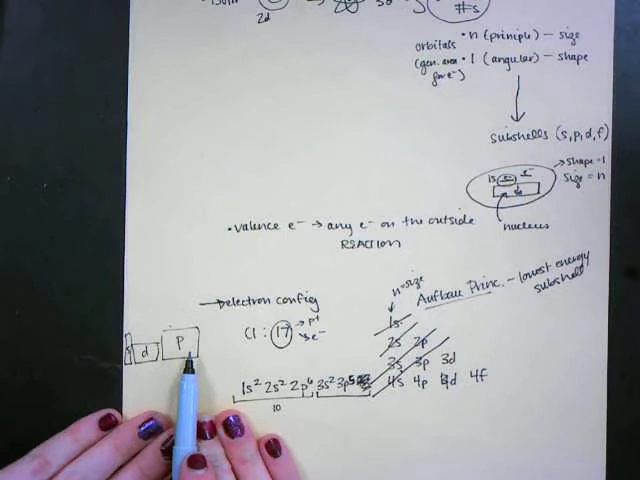 2d
#s
orbitals • n (principle) — size
(gen. area for e⁻) • l (angular) — shape
subshells (s,p,d,f)
1s e⁻
→ shape = l
size = n
nucleus
• valence e⁻ → any e⁻ on the outside
REACTION
→ electron config
n=size
Aufbau Princ. – lowest energy
subshell
Cl : 17 → p⁺
e⁻
1s
2s 2p
3s 3p 3d
4s 4p 4d 4f
d P
1s² 2s² 2p⁶ 3s² 3p⁵
10